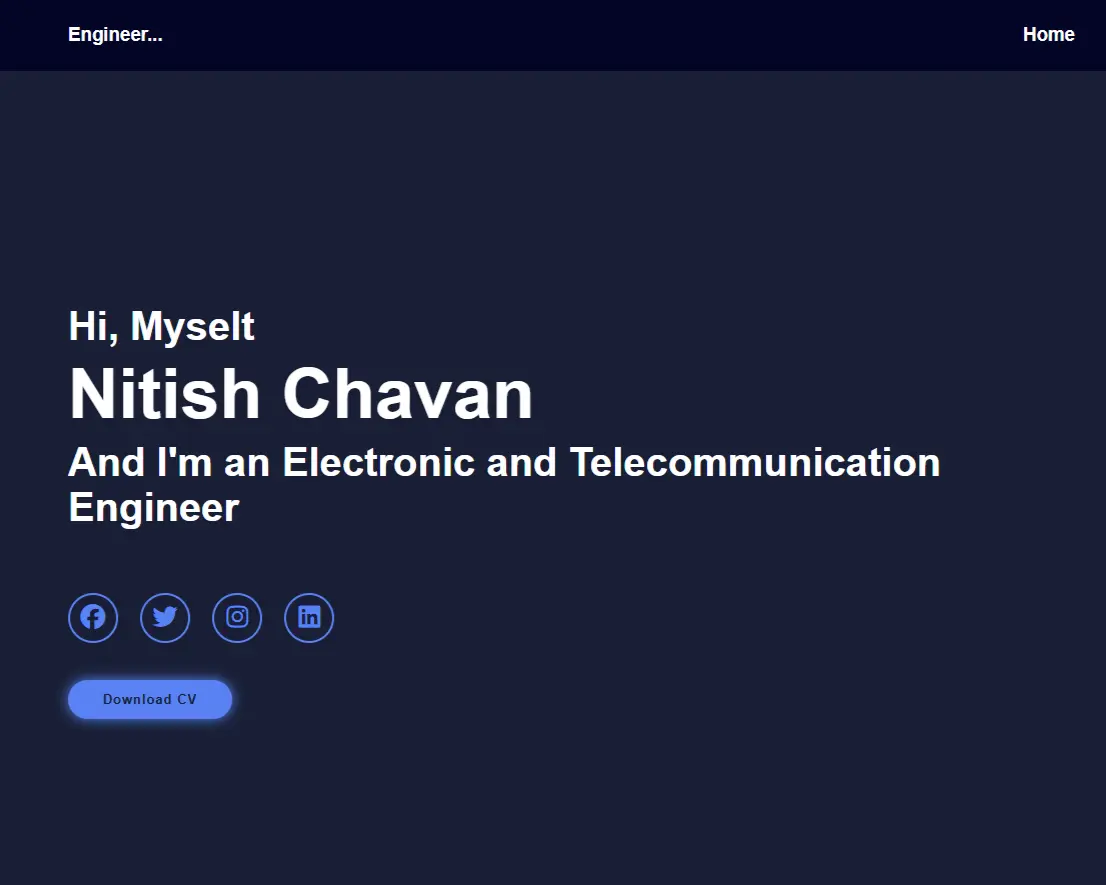 Engineer...
Home
Hi, Myselt
Nitish Chavan
And I'm an Electronic and Telecommunication
Engineer
Download CV